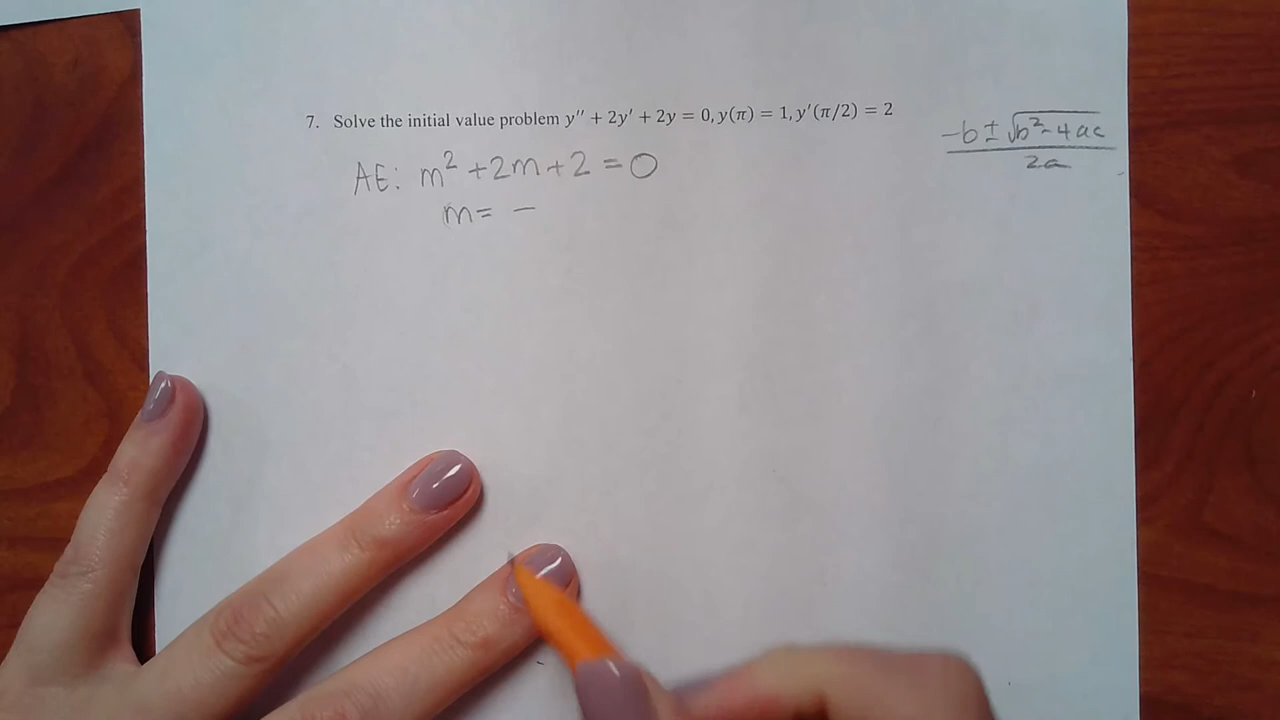 7. Solve the initial value problem y'' + 2y' + 2y = 0, y(π) = 1, y'(π/2) = 2
-b ± √b² - 4ac
2a
AE: m² + 2m + 2 = 0
m = -